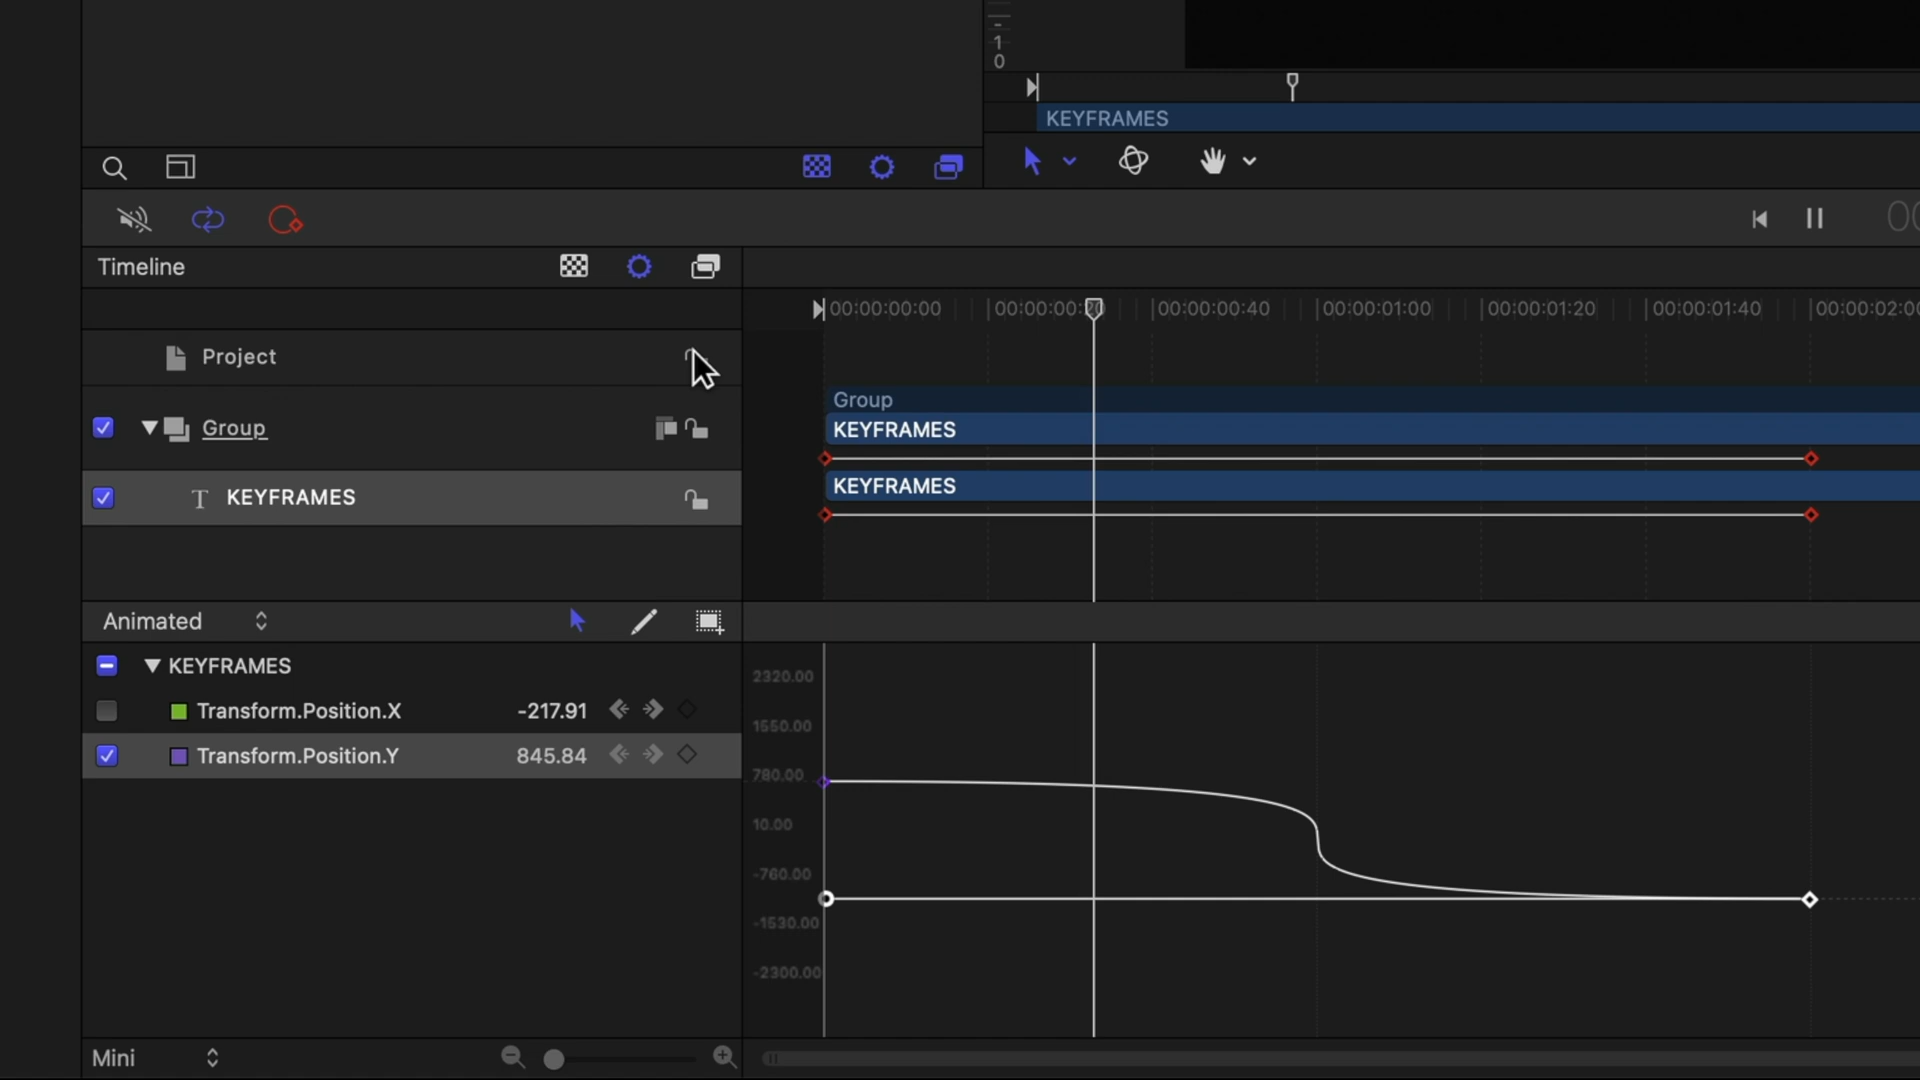 - 1 0
KEYFRAMES
00
Timeline
00:00:00:00 00:00:00:20 00:00:00:40 00:00:01:00 00:00:01:20 00:00:01:40 00:00:02:00
Project
Group
Group
KEYFRAMES
T KEYFRAMES
KEYFRAMES
Animated
KEYFRAMES
Transform.Position.X -217.91
Transform.Position.Y 845.84
2320.00
1550.00
780.00
10.00
-760.00
-1530.00
-2300.00
Mini